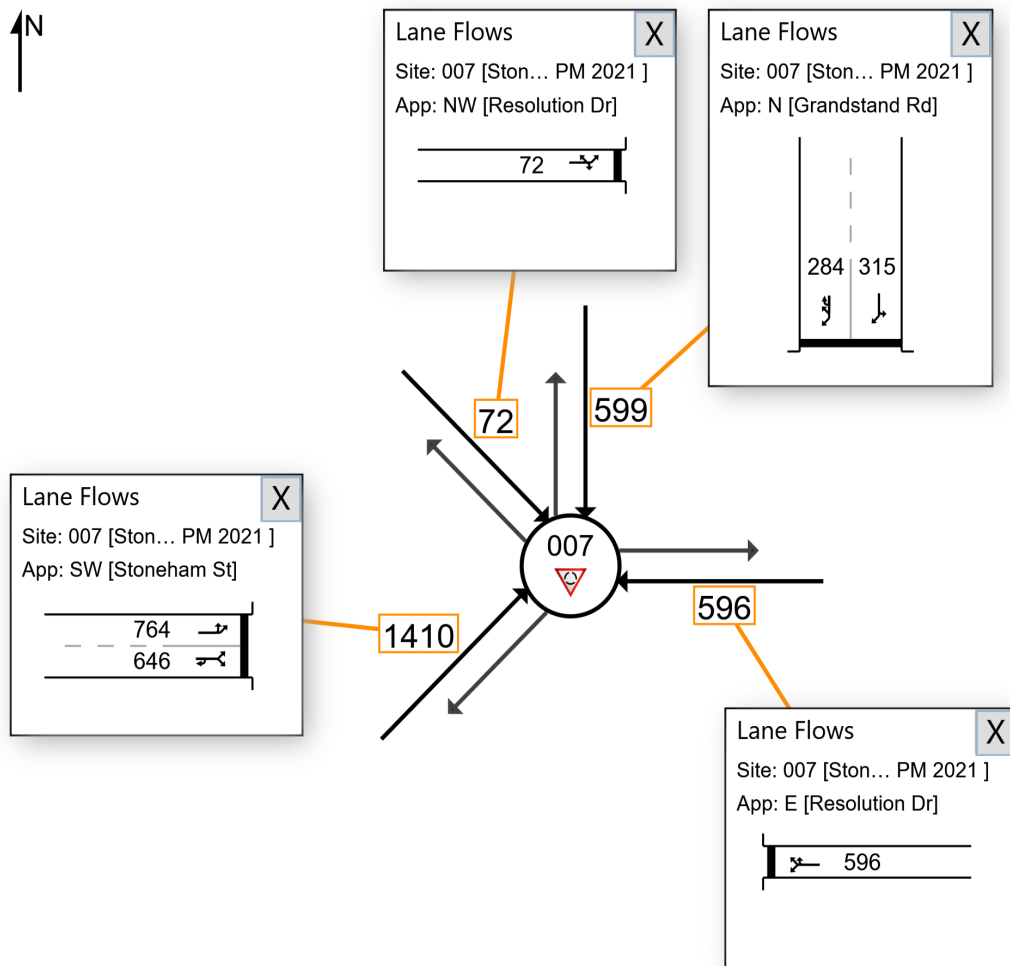 N
Lane Flows
X
Site: 007 [Ston... PM 2021 ]
App: NW [Resolution Dr]
72
Lane Flows
X
Site: 007 [Ston... PM 2021 ]
App: N [Grandstand Rd]
284 315
72
599
Lane Flows
X
Site: 007 [Ston... PM 2021 ]
App: SW [Stoneham St]
764
646
007
1410
596
Lane Flows
X
Site: 007 [Ston... PM 2021 ]
App: E [Resolution Dr]
596